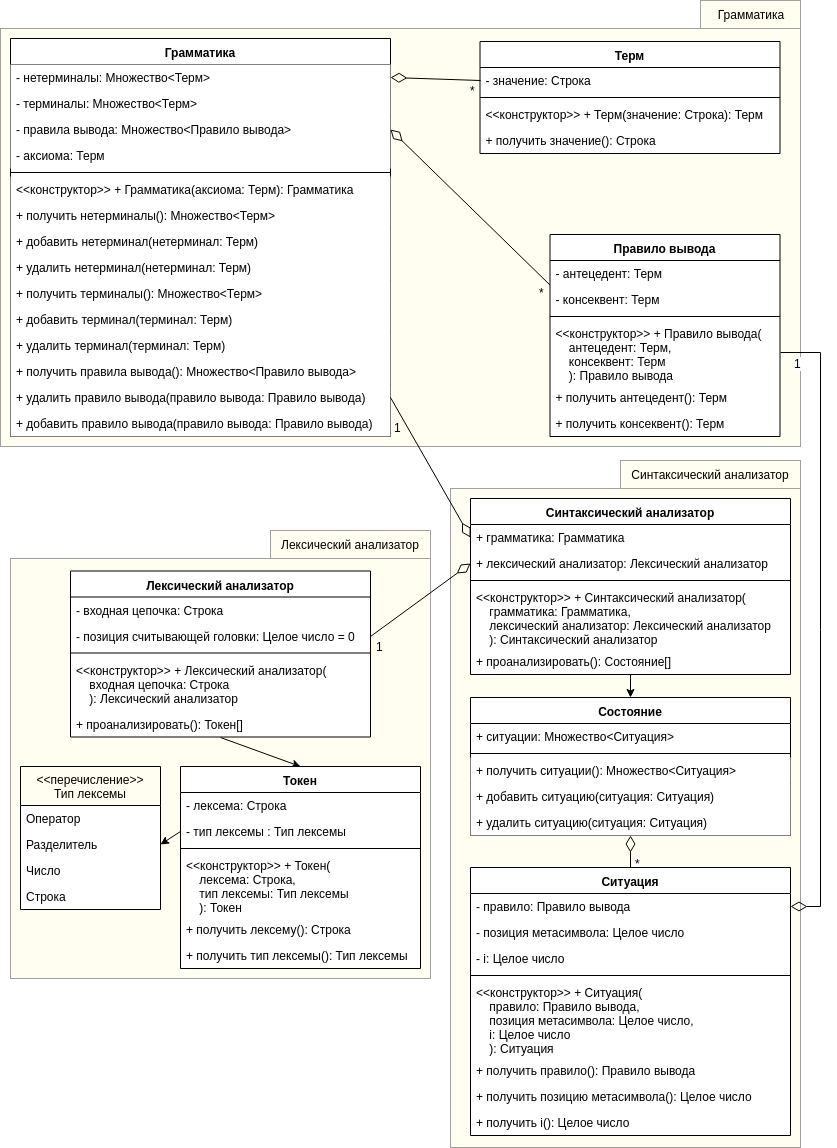 Грамматика
Грамматика
- нетерминалы: Множество<Терм>
- терминалы: Множество<Терм>
- правила вывода: Множество<Правило вывода>
- аксиома: Терм
<<конструктор>> + Грамматика(аксиома: Терм): Грамматика
+ получить нетерминалы(): Множество<Терм>
+ добавить нетерминал(нетерминал: Терм)
+ удалить нетерминал(нетерминал: Терм)
+ получить терминалы(): Множество<Терм>
+ добавить терминал(терминал: Терм)
+ удалить терминал(терминал: Терм)
+ получить правила вывода(): Множество<Правило вывода>
+ удалить правило вывода(правило вывода: Правило вывода)
+ добавить правило вывода(правило вывода: Правило вывода)
1
Терм
- значение: Строка
<<конструктор>> + Терм(значение: Строка): Терм
+ получить значение(): Строка
*
Правило вывода
- антецедент: Терм
- консеквент: Терм
<<конструктор>> + Правило вывода(
антецедент: Терм,
консеквент: Терм
): Правило вывода
+ получить антецедент(): Терм
+ получить консеквент(): Терм
*
1
Синтаксический анализатор
Синтаксический анализатор
+ грамматика: Грамматика
+ лексический анализатор: Лексический анализатор
<<конструктор>> + Синтаксический анализатор(
грамматика: Грамматика,
лексический анализатор: Лексический анализатор
): Синтаксический анализатор
+ проанализировать(): Состояние[]
Состояние
+ ситуации: Множество<Ситуация>
+ получить ситуации(): Множество<Ситуация>
+ добавить ситуацию(ситуация: Ситуация)
+ удалить ситуацию(ситуация: Ситуация)
*
Ситуация
- правило: Правило вывода
- позиция метасимвола: Целое число
- i: Целое число
<<конструктор>> + Ситуация(
правило: Правило вывода,
позиция метасимвола: Целое число,
i: Целое число
): Ситуация
+ получить правило(): Правило вывода
+ получить позицию метасимвола(): Целое число
+ получить i(): Целое число
Лексический анализатор
Лексический анализатор
- входная цепочка: Строка
- позиция считывающей головки: Целое число = 0
<<конструктор>> + Лексический анализатор(
входная цепочка: Строка
): Лексический анализатор
+ проанализировать(): Токен[]
1
<<перечисление>>
Тип лексемы
Оператор
Разделитель
Число
Строка
Токен
- лексема: Строка
- тип лексемы : Тип лексемы
<<конструктор>> + Токен(
лексема: Строка,
тип лексемы: Тип лексемы
): Токен
+ получить лексему(): Строка
+ получить тип лексемы(): Тип лексемы